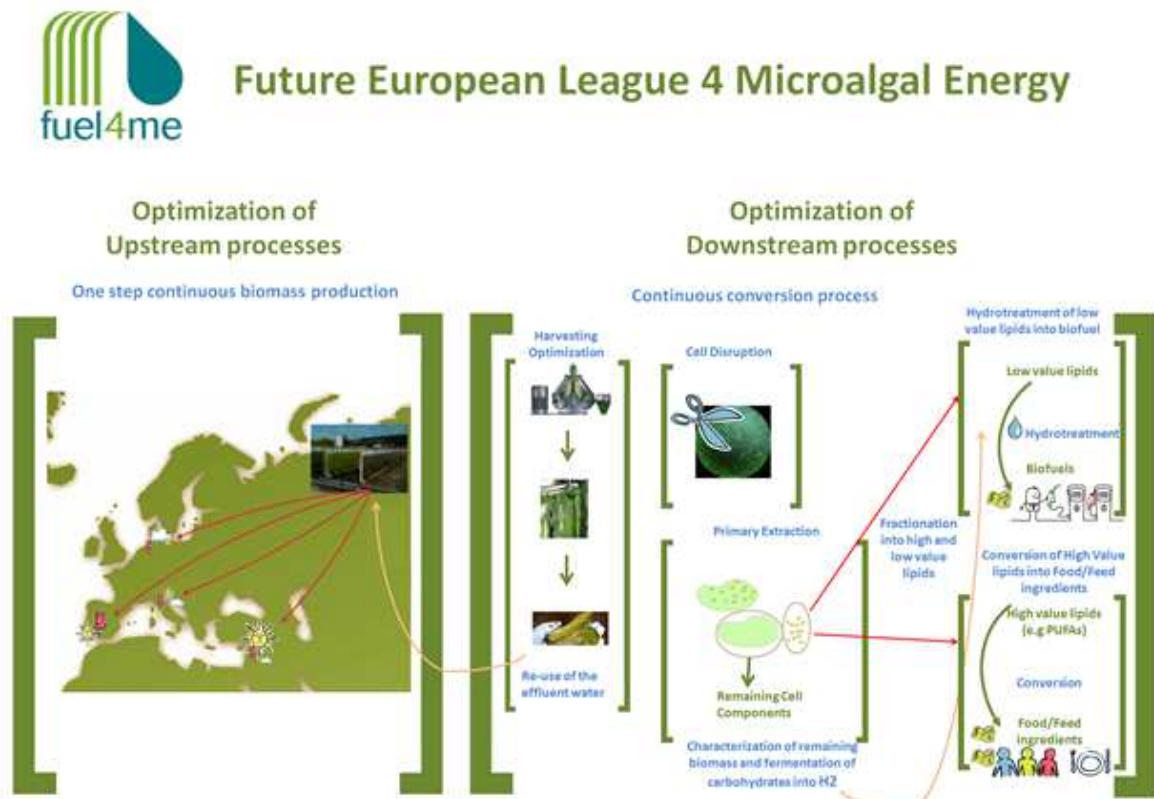 fuel4me
Future European League 4 Microalgal Energy
Optimization of
Upstream processes
One step continuous biomass production
Optimization of
Downstream processes
Continuous conversion process
Harvesting
Optimization
Re-use of the
effluent water
Cell Disruption
Primary Extraction
Remaining Cell
Components
Characterization of remaining
biomass and fermentation of
carbohydrates into H2
Fractionation
into high and
low value
lipids
Hydrotreatment of low
value lipids into biofuel
Low value lipids
Hydrotreatment
Biofuels
Conversion of High Value
lipids into Food/Feed
ingredients
High value lipids
(e.g PUFAs)
Conversion
Food/Feed
ingredients